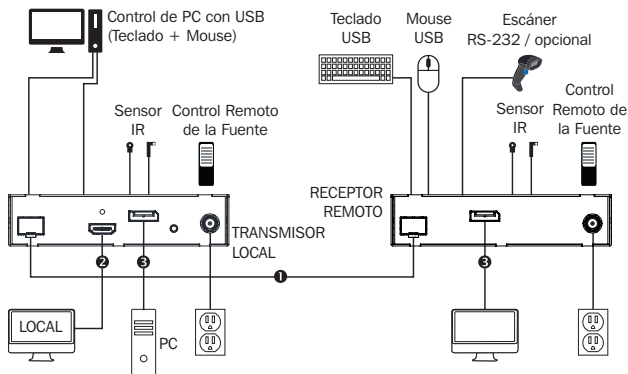 Control de PC con USB
(Teclado + Mouse)
Teclado
USB
Mouse
USB
Escáner
RS-232 / opcional
Sensor
IR
Control Remoto
de la Fuente
Sensor
IR
Control
Remoto de
la Fuente
RECEPTOR
REMOTO
TRANSMISOR
LOCAL
2
3
1
3
LOCAL
PC